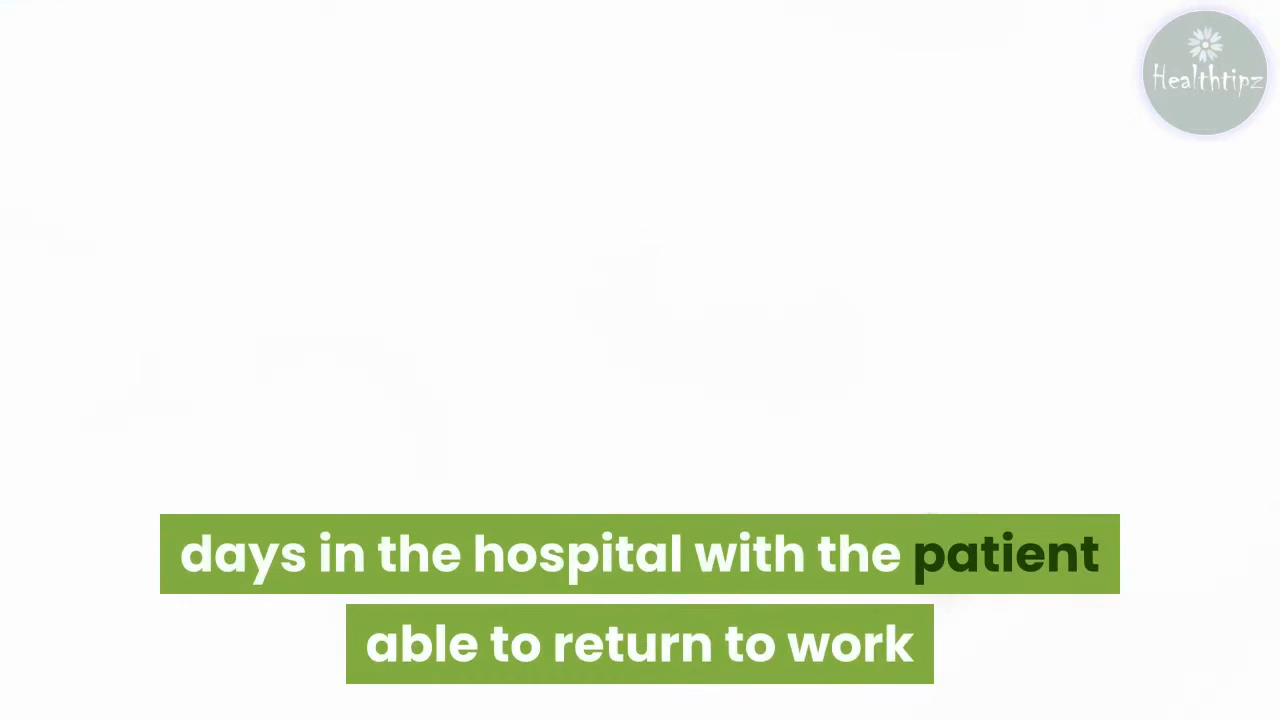 Healthtipz
days in the hospital with the patient
able to return to work